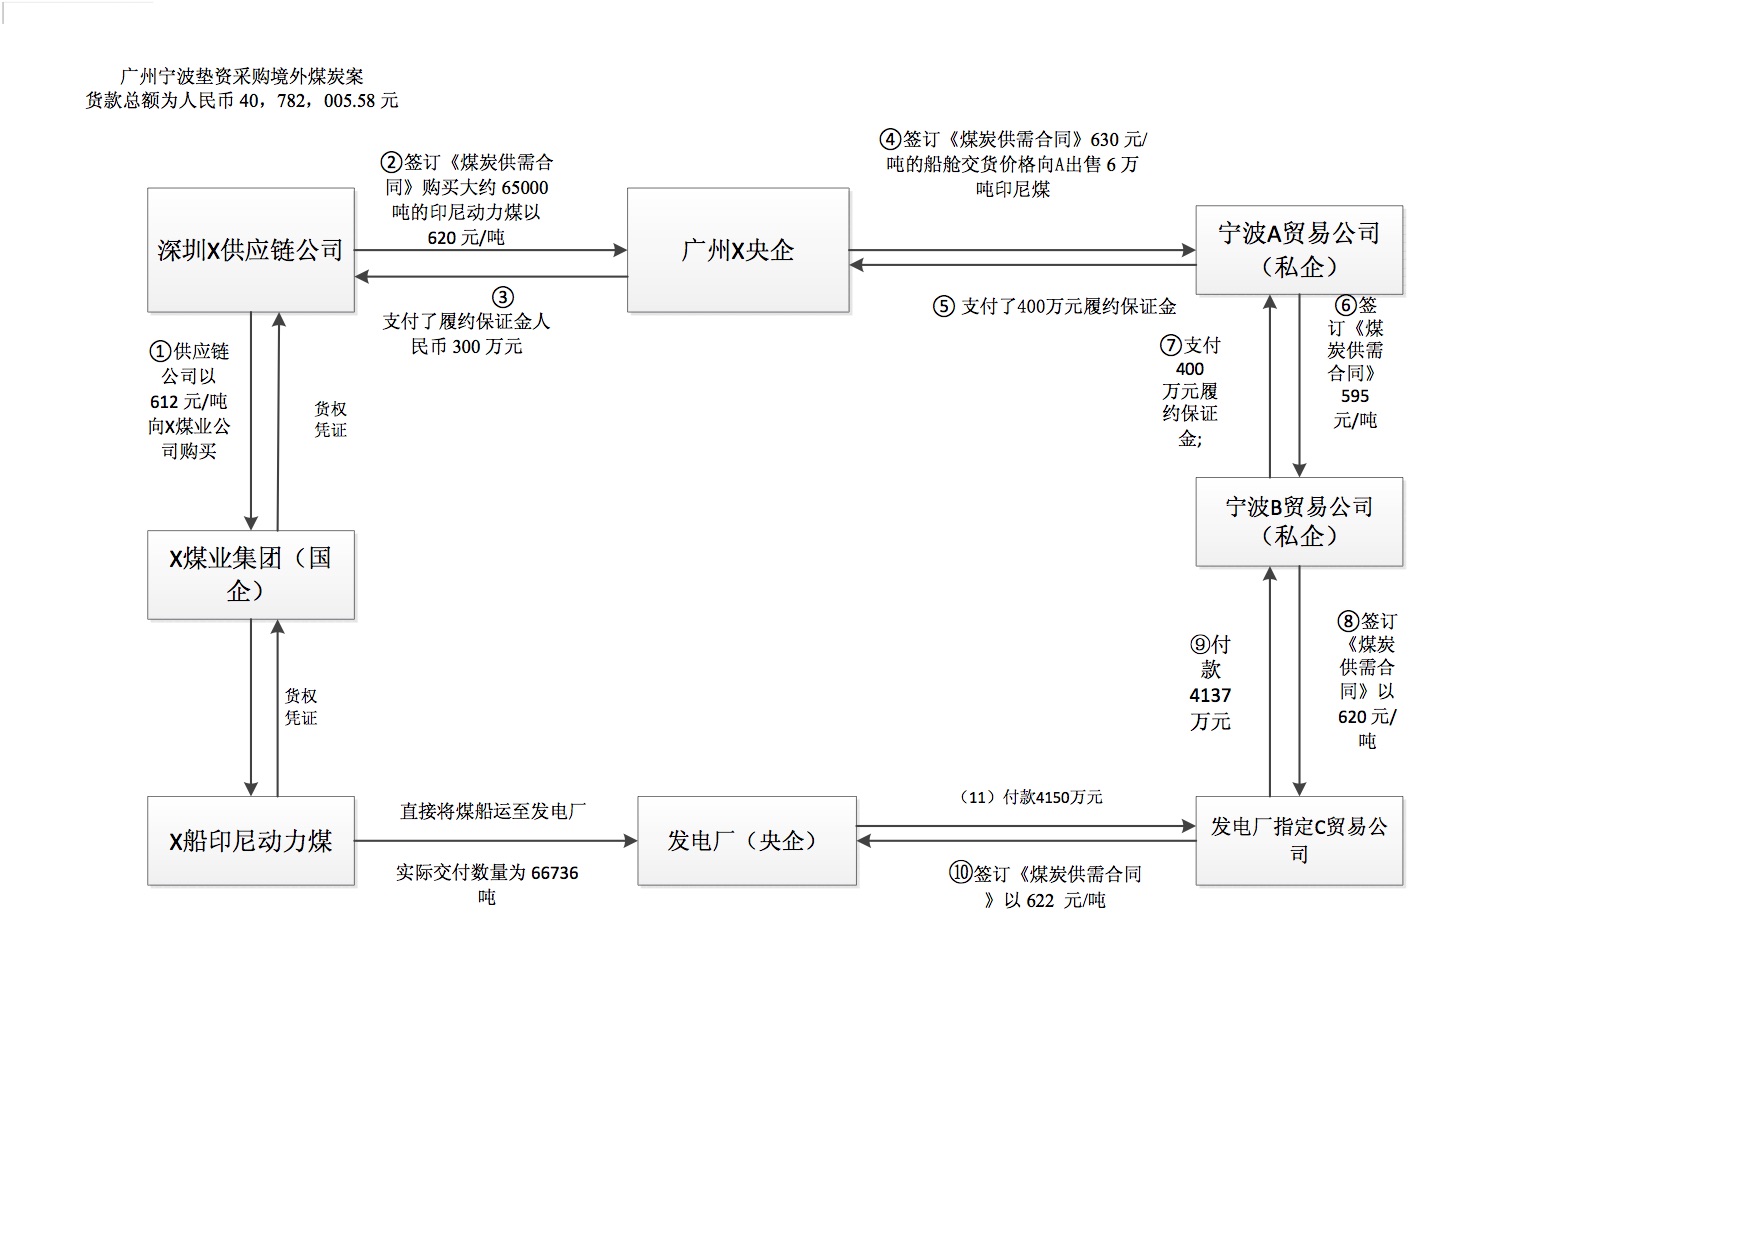 广州宁波垫资采购境外煤炭案
货款总额为人民币 40，782，005.58 元
②签订《煤炭供需合
同》购买大约 65000
吨的印尼动力煤以
620 元/吨
④签订《煤炭供需合同》630 元/
吨的船舱交货价格向A出售 6 万
吨印尼煤
深圳X供应链公司
广州X央企
宁波A贸易公司
（私企）
③
支付了履约保证金人
民币 300 万元
⑤ 支付了400万元履约保证金
①供应链
公司以
612 元/吨
向X煤业公
司购买
货权
凭证
⑦支付
400
万元履
约保证
金;
⑥签
订《煤
炭供需
合同》
595
元/吨
X煤业集团（国
企）
宁波B贸易公司
（私企）
货权
凭证
⑨付
款
4137
万元
⑧签订
《煤炭
供需合
同》以
620 元/
吨
X船印尼动力煤
直接将煤船运至发电厂
实际交付数量为 66736
吨
发电厂（央企）
（11）付款4150万元
⑩签订《煤炭供需合同
》以 622 元/吨
发电厂指定C贸易公
司